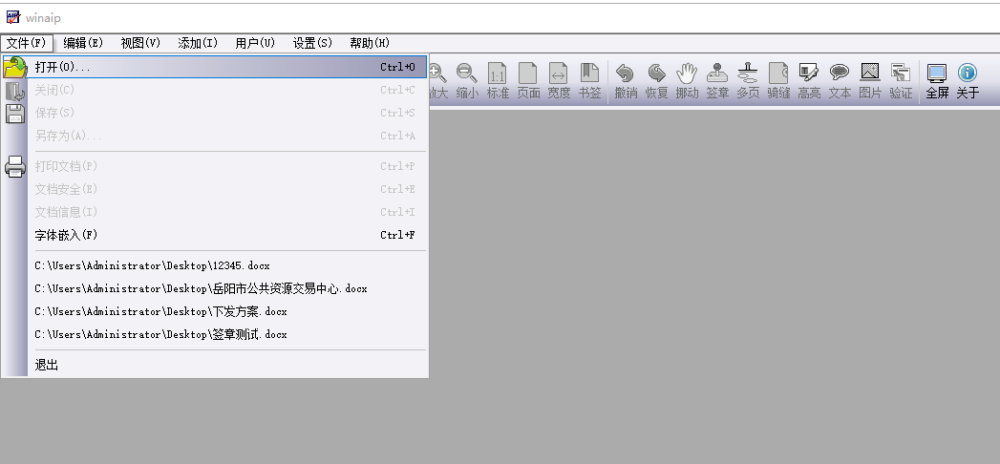 winaip
文件(F) 编辑(E) 视图(V) 添加(I) 用户(U) 设置(S) 帮助(H)
放大 缩小 标准 页面 宽度 书签 撤销 恢复 挪动 签章 多页 骑缝 高亮 文本 图片 验证 全屏 关于
打开(O)... Ctrl+O
关闭(C) Ctrl+C
保存(S) Ctrl+S
另存为(A)... Ctrl+A
打印文档(P) Ctrl+P
文档安全(E) Ctrl+E
文档信息(I) Ctrl+I
字体嵌入(F) Ctrl+F
C:\Users\Administrator\Desktop\12345.docx
C:\Users\Administrator\Desktop\岳阳市公共资源交易中心.docx
C:\Users\Administrator\Desktop\下发方案.docx
C:\Users\Administrator\Desktop\签章测试.docx
退出